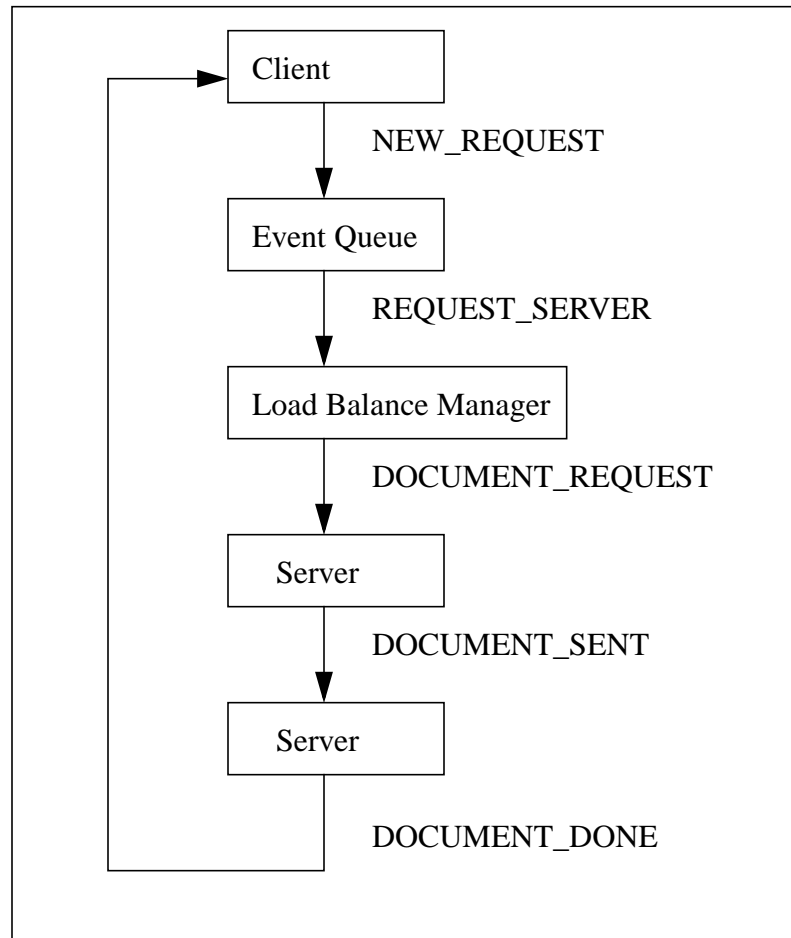 Client
NEW_REQUEST
Event Queue
REQUEST_SERVER
Load Balance Manager
DOCUMENT_REQUEST
Server
DOCUMENT_SENT
Server
DOCUMENT_DONE